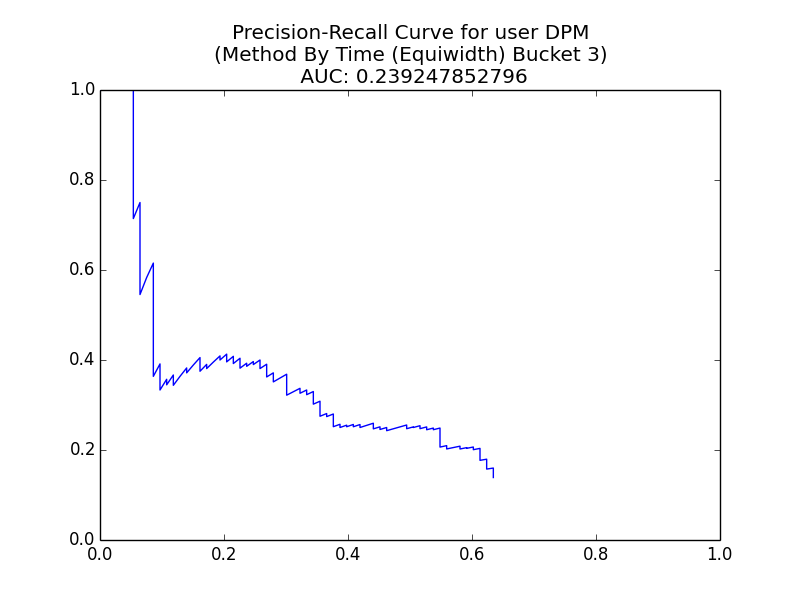 Precision-Recall Curve for user DPM
(Method By Time (Equiwidth) Bucket 3)
AUC: 0.239247852796
1.0
0.8
0.6
0.4
0.2
0.0
0.0 0.2 0.4 0.6 0.8 1.0